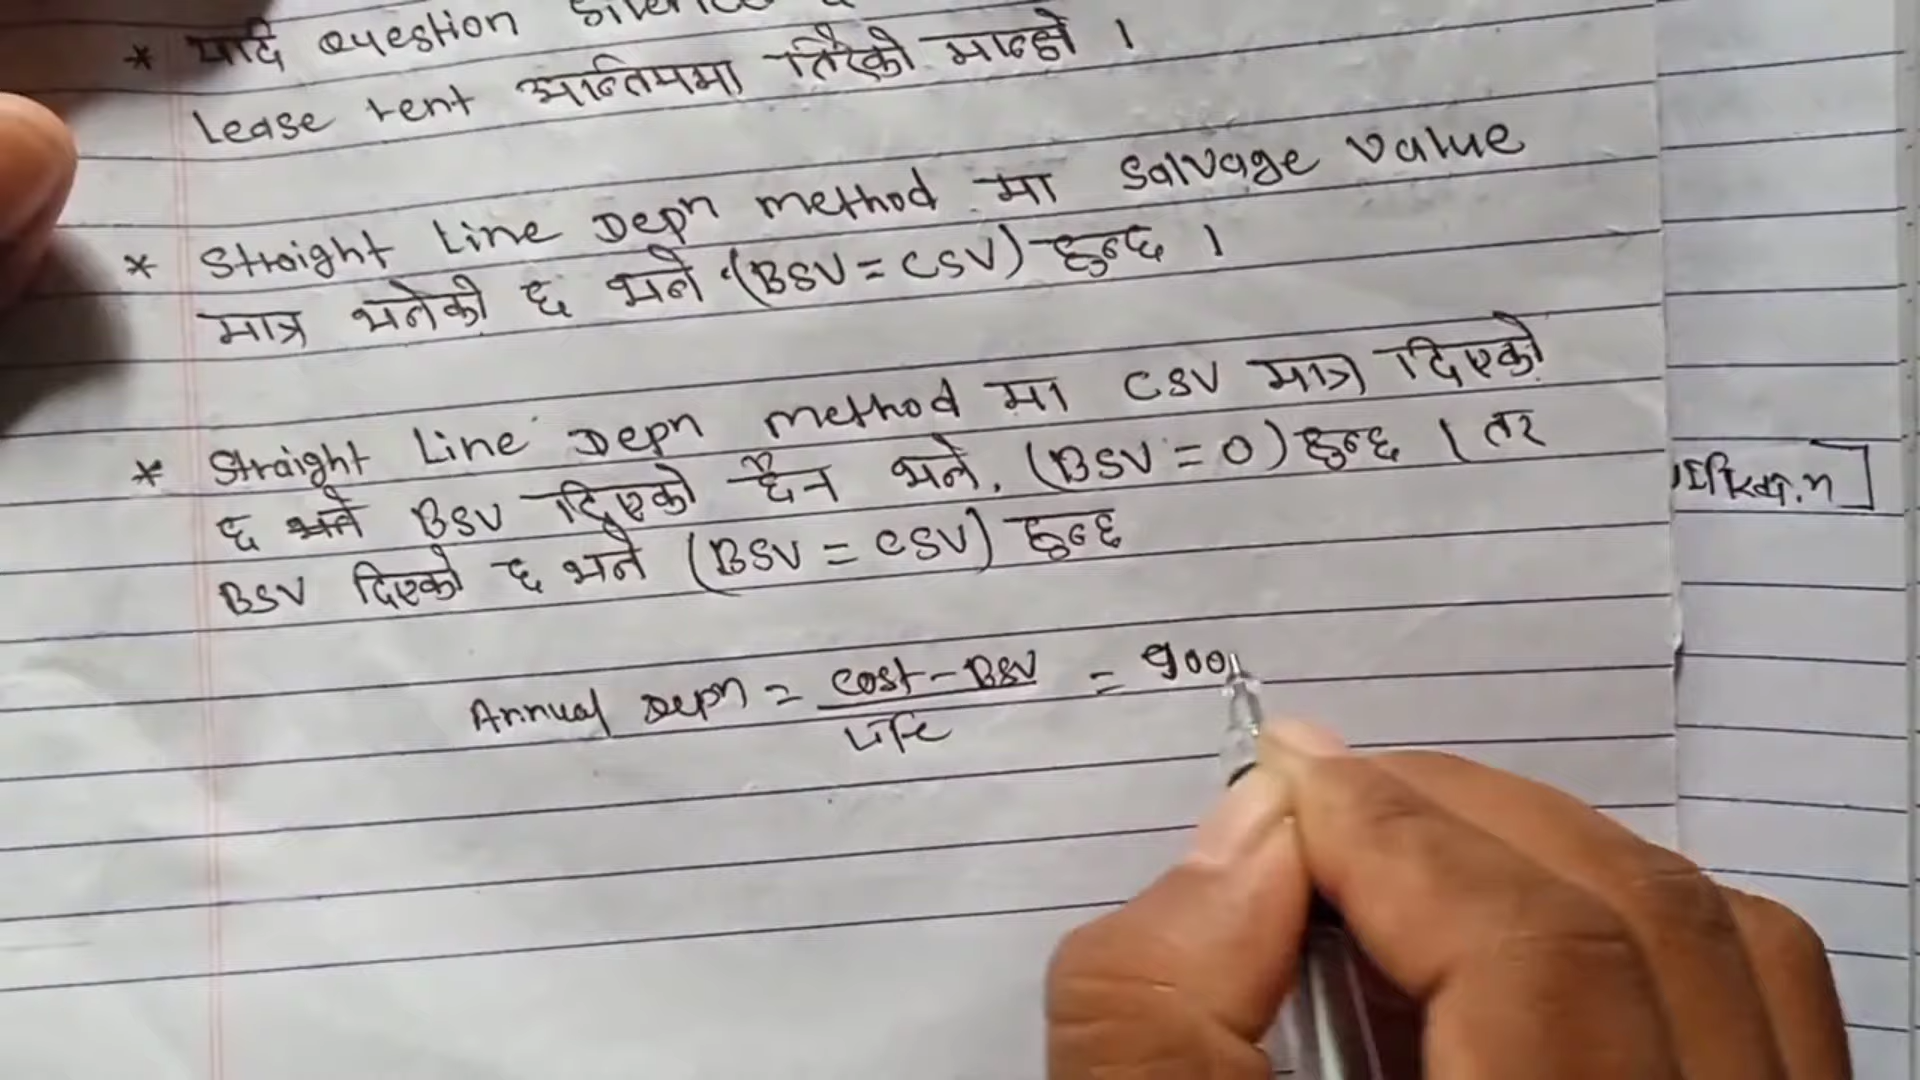 * यदि question
Lease rent अन्तिममा तिरेको मान्ने ।
* Straight Line Depn method मा salvage value
मात्र भनेको छ भने (BSV = CSV) हुन्छ ।
* Straight Line Depn method मा CSV मात्र दिएको
छ भने BSV दिएको छैन भने. (BSV = 0) हुन्छ । तर
BSV दिएको छ भने (BSV = CSV) हुन्छ
Annual Depn = cost - BSV = 900
Life